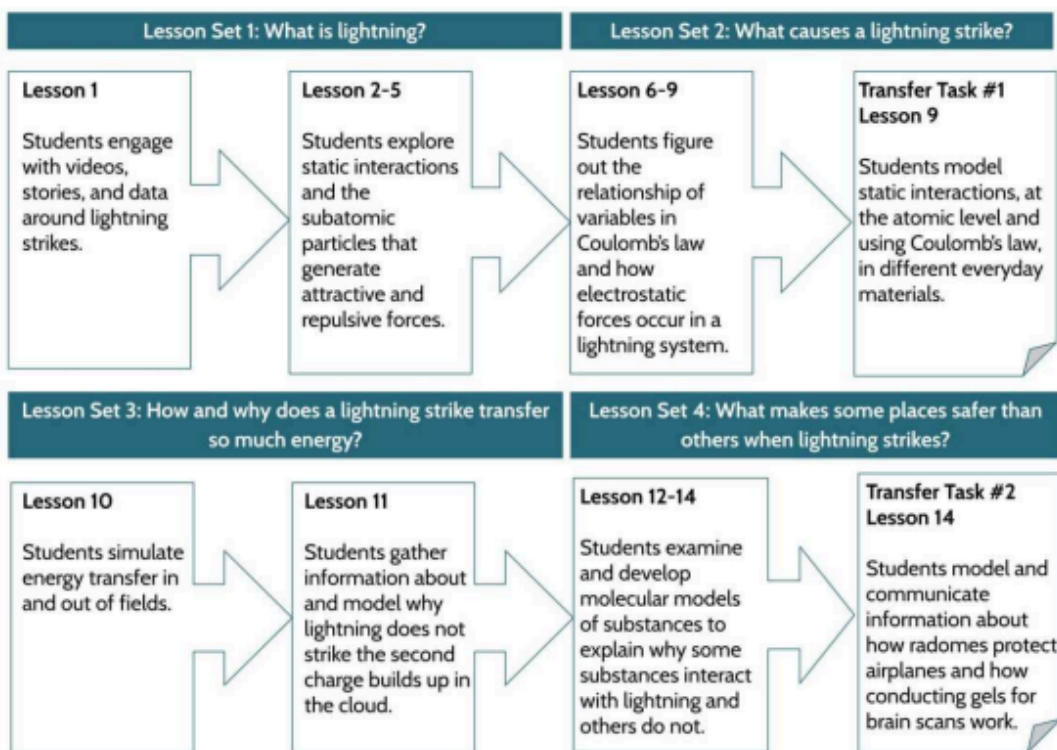 Lesson Set 1: What is lightning?
Lesson Set 2: What causes a lightning strike?
Lesson 1
Students engage
with videos,
stories, and data
around lightning
strikes.
Lesson 2-5
Students explore
static interactions
and the
subatomic
particles that
generate
attractive and
repulsive forces.
Lesson 6-9
Students figure
out the
relationship of
variables in
Coulomb's law
and how
electrostatic
forces occur in a
lightning system.
Transfer Task #1
Lesson 9
Students model
static interactions, at
the atomic level and
using Coulomb's law,
in different everyday
materials.
Lesson Set 3: How and why does a lightning strike transfer
so much energy?
Lesson Set 4: What makes some places safer than
others when lightning strikes?
Lesson 10
Students simulate
energy transfer in
and out of fields.
Lesson 11
Students gather
information about
and model why
lightning does not
strike the second
charge builds up in
the cloud.
Lesson 12-14
Students examine
and develop
molecular models
of substances to
explain why some
substances interact
with lightning and
others do not.
Transfer Task #2
Lesson 14
Students model and
communicate
information about
how radomes protect
airplanes and how
conducting gels for
brain scans work.